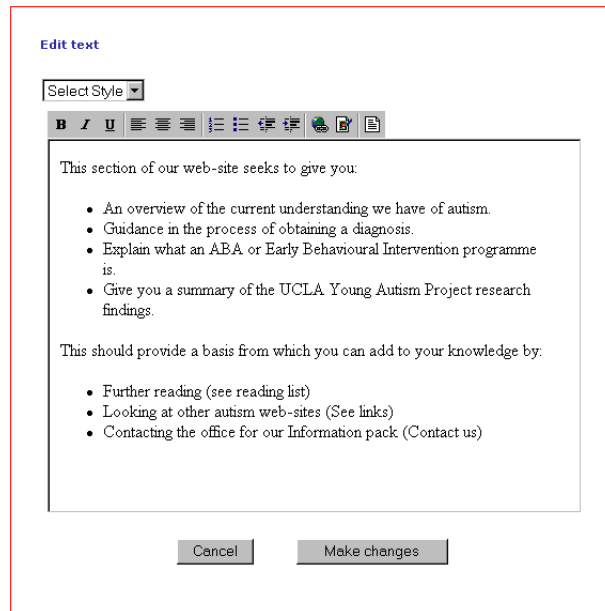 Edit text
Select Style
B I U
This section of our web-site seeks to give you:
• An overview of the current understanding we have of autism.
• Guidance in the process of obtaining a diagnosis.
• Explain what an ABA or Early Behavioural Intervention programme
is.
• Give you a summary of the UCLA Young Autism Project research
findings.
This should provide a basis from which you can add to your knowledge by:
• Further reading (see reading list)
• Looking at other autism web-sites (See links)
• Contacting the office for our Information pack (Contact us)
Cancel Make changes